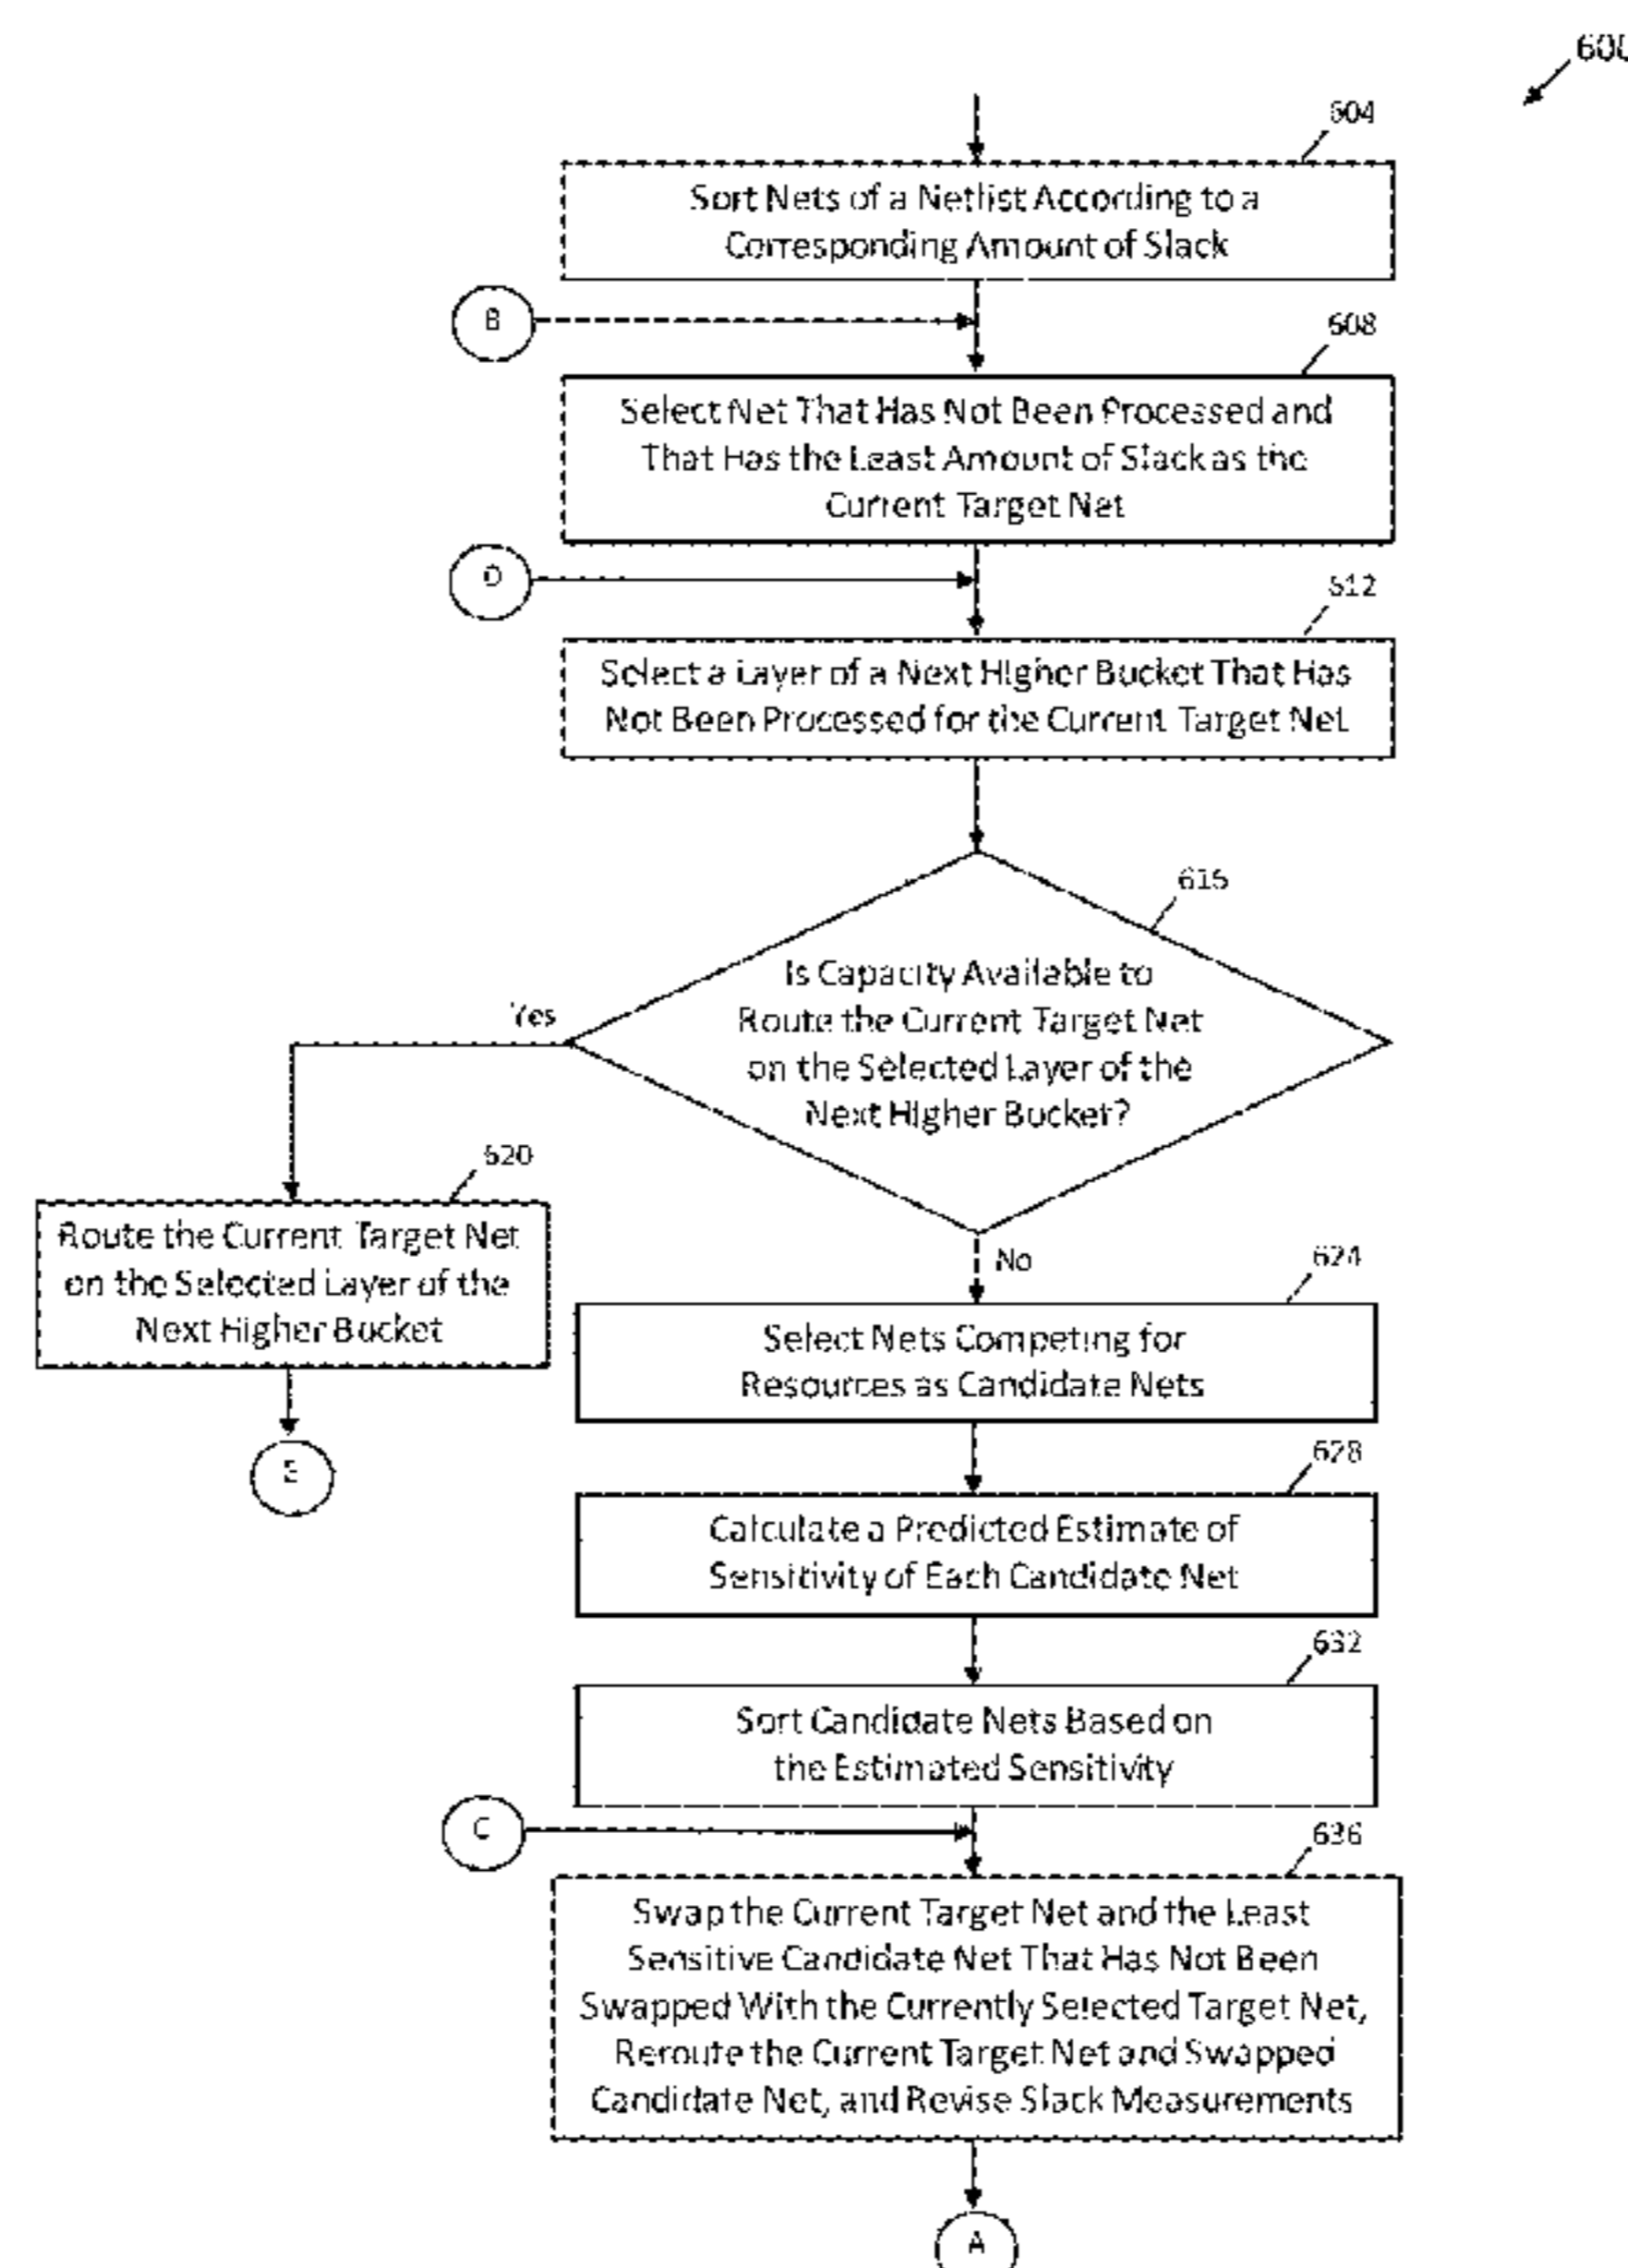 600
604
Sort Nets of a Netlist According to a
Corresponding Amount of Slack
B
608
Select Net That Has Not Been Processed and
That Has the Least Amount of Slack as the
Current Target Net
D
612
Select a Layer of a Next Higher Bucket That Has
Not Been Processed for the Current Target Net
616
Is Capacity Available to
Route the Current Target Net
on the Selected Layer of the
Next Higher Bucket?
Yes
No
620
Route the Current Target Net
on the Selected Layer of the
Next Higher Bucket
624
Select Nets Competing for
Resources as Candidate Nets
628
Calculate a Predicted Estimate of
Sensitivity of Each Candidate Net
632
Sort Candidate Nets Based on
the Estimated Sensitivity
C
636
Swap the Current Target Net and the Least
Sensitive Candidate Net That Has Not Been
Swapped With the Currently Selected Target Net,
Reroute the Current Target Net and Swapped
Candidate Net, and Revise Slack Measurements
A